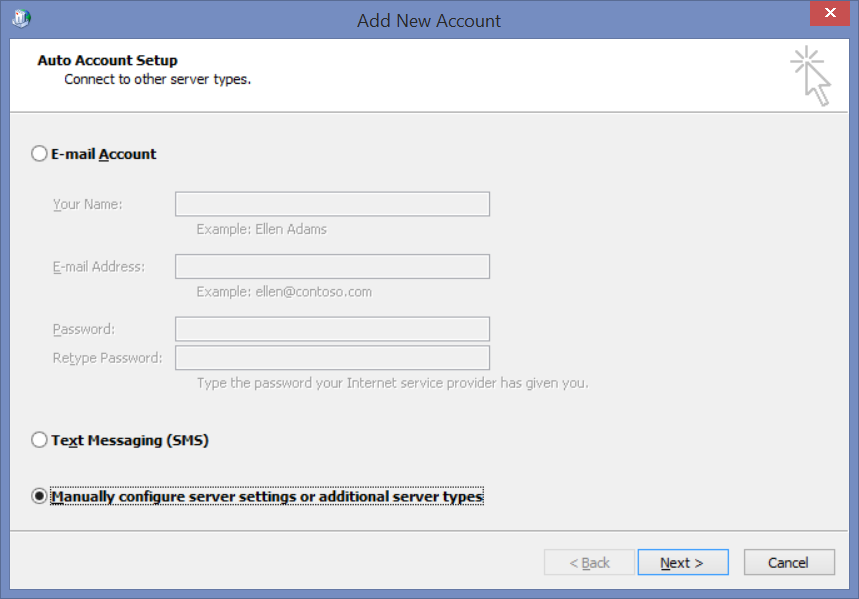 Add New Account
Auto Account Setup
Connect to other server types.
E-mail Account
Your Name:
Example: Ellen Adams
E-mail Address:
Example: ellen@contoso.com
Password:
Retype Password:
Type the password your Internet service provider has given you.
Text Messaging (SMS)
Manually configure server settings or additional server types
< Back Next > Cancel